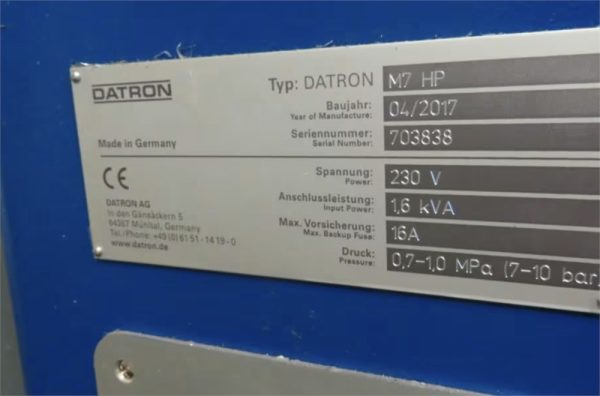 DATRON
Made in Germany
CE
DATRON AG
In den Gänsäckern 5
64367 Mühltal, Germany
Tel./Phone: +49 (0) 61 51 - 14 19 - 0
www.datron.de
Typ: DATRON M7 HP
Baujahr: 04/2017
Year of Manufacture:
Seriennummer: 703838
Serial Number:
Spannung: 230 V
Power:
Anschlussleistung: 1,6 kVA
Input Power:
Max. Vorsicherung: 16A
Max. Backup Fuse:
Druck: 0,7-1,0 MPa (7-10 bar)
Pressure: